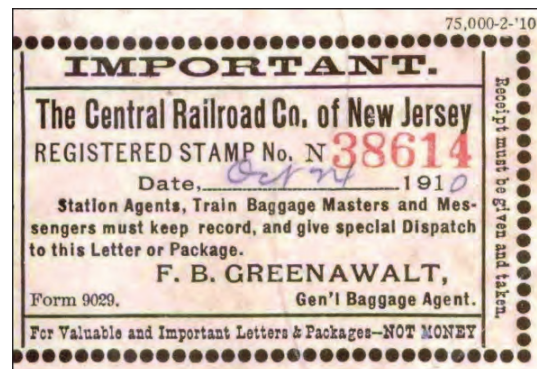 75,000-2-'10
IMPORTANT.
The Central Railroad Co. of New Jersey
REGISTERED STAMP No. N 38614
Date, Oct 24 1910
Station Agents, Train Baggage Masters and Mes-
sengers must keep record, and give special Dispatch
to this Letter or Package.
F. B. GREENAWALT,
Form 9029. Gen'l Baggage Agent.
For Valuable and Important Letters & Packages—NOT MONEY
Receipt must be given and taken.